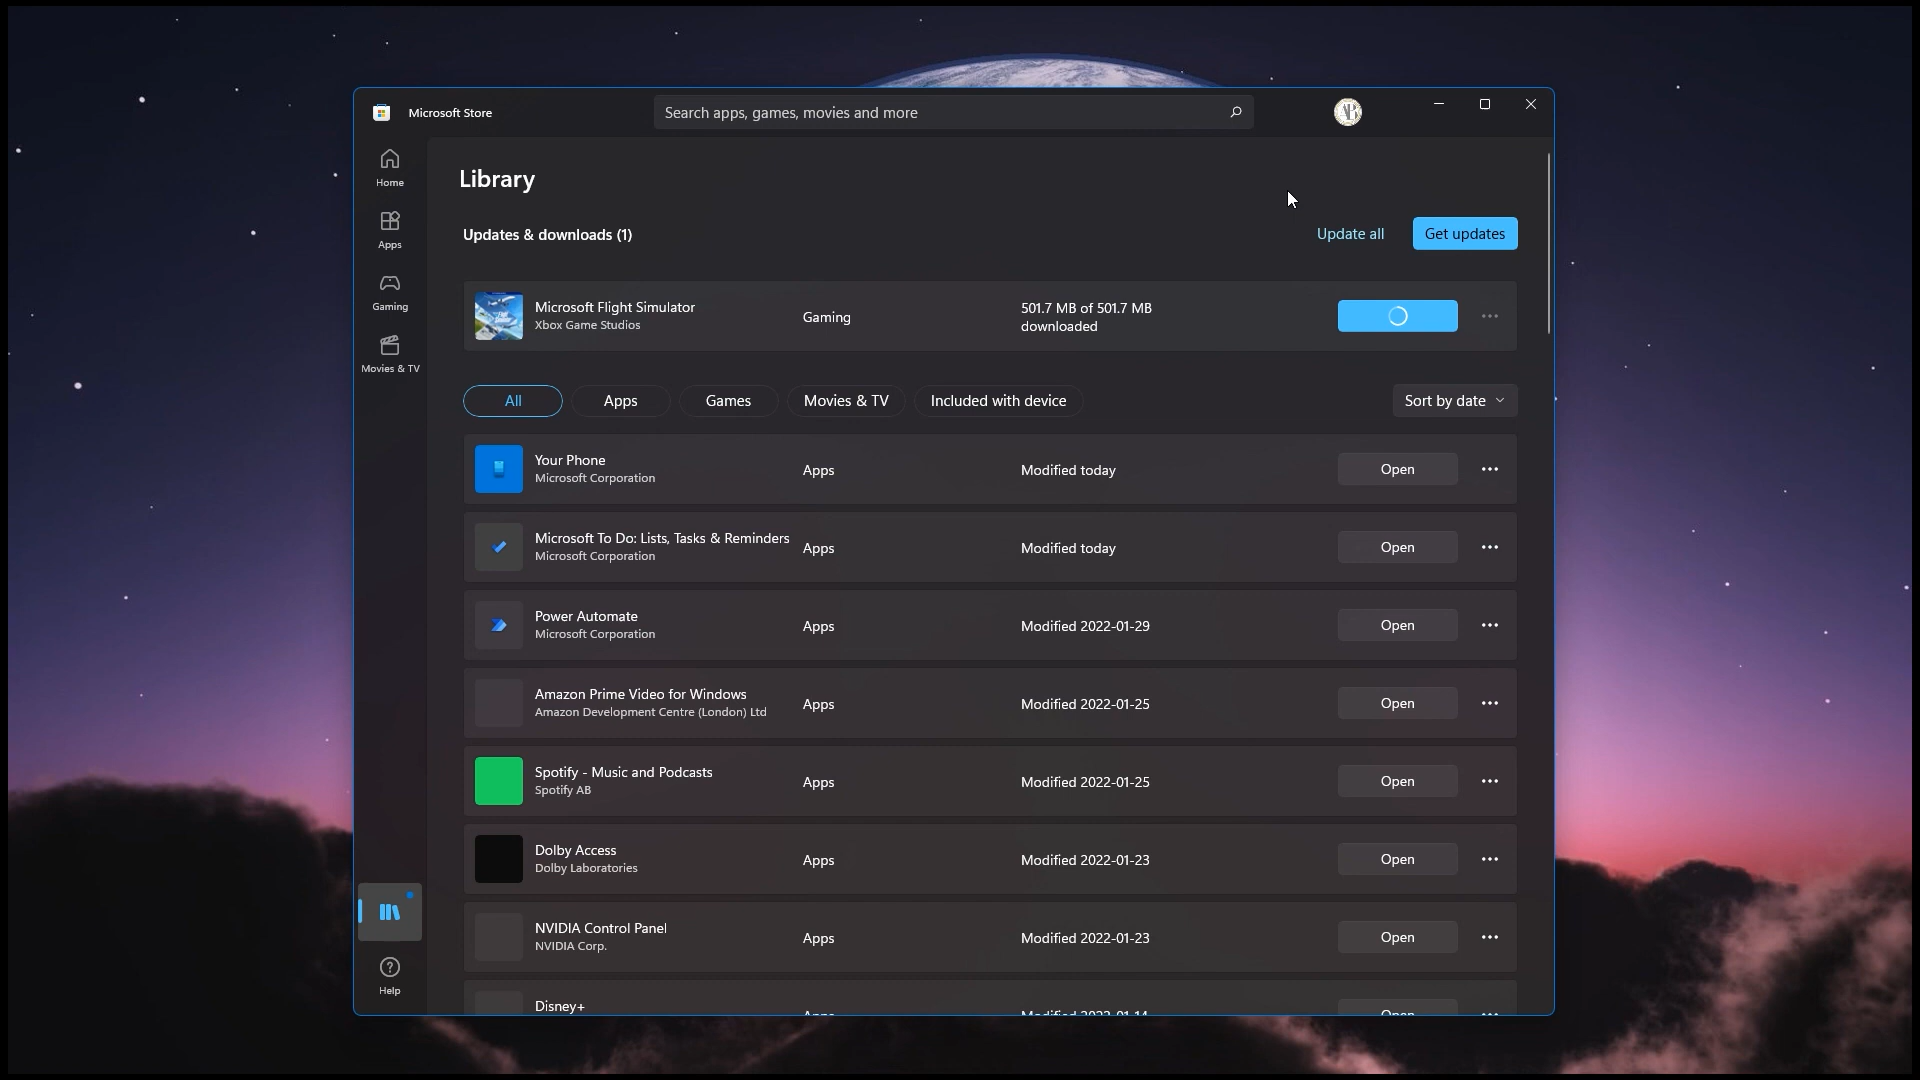 Microsoft Store
Search apps, games, movies and more
Home
Apps
Gaming
Movies & TV
Help
Library
Updates & downloads (1)
Update all
Get updates
Microsoft Flight Simulator
Xbox Game Studios
Gaming
501.7 MB of 501.7 MB
downloaded
All
Apps
Games
Movies & TV
Included with device
Sort by date
Your Phone
Microsoft Corporation
Apps
Modified today
Open
Microsoft To Do: Lists, Tasks & Reminders
Microsoft Corporation
Apps
Modified today
Open
Power Automate
Microsoft Corporation
Apps
Modified 2022-01-29
Open
Amazon Prime Video for Windows
Amazon Development Centre (London) Ltd
Apps
Modified 2022-01-25
Open
Spotify - Music and Podcasts
Spotify AB
Apps
Modified 2022-01-25
Open
Dolby Access
Dolby Laboratories
Apps
Modified 2022-01-23
Open
NVIDIA Control Panel
NVIDIA Corp.
Apps
Modified 2022-01-23
Open
Disney+
Apps
Modified 2022-01-14
Open